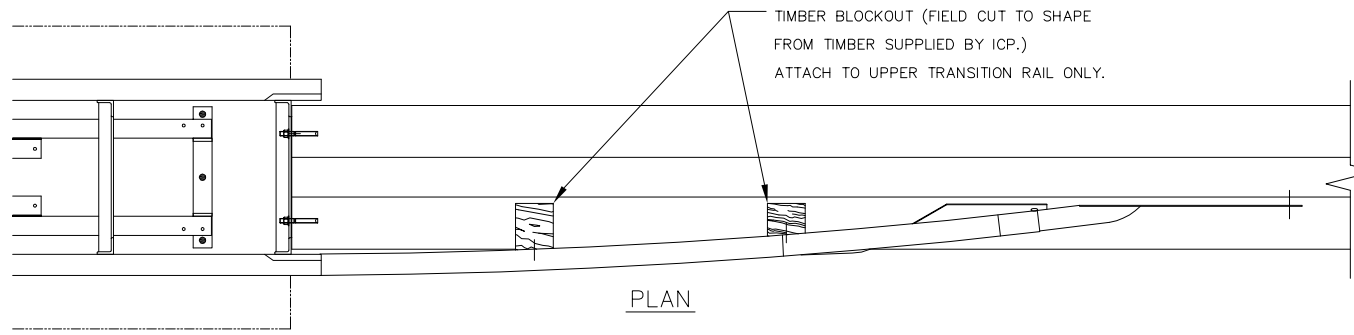 TIMBER BLOCKOUT (FIELD CUT TO SHAPE
FROM TIMBER SUPPLIED BY ICP.)
ATTACH TO UPPER TRANSITION RAIL ONLY.
PLAN